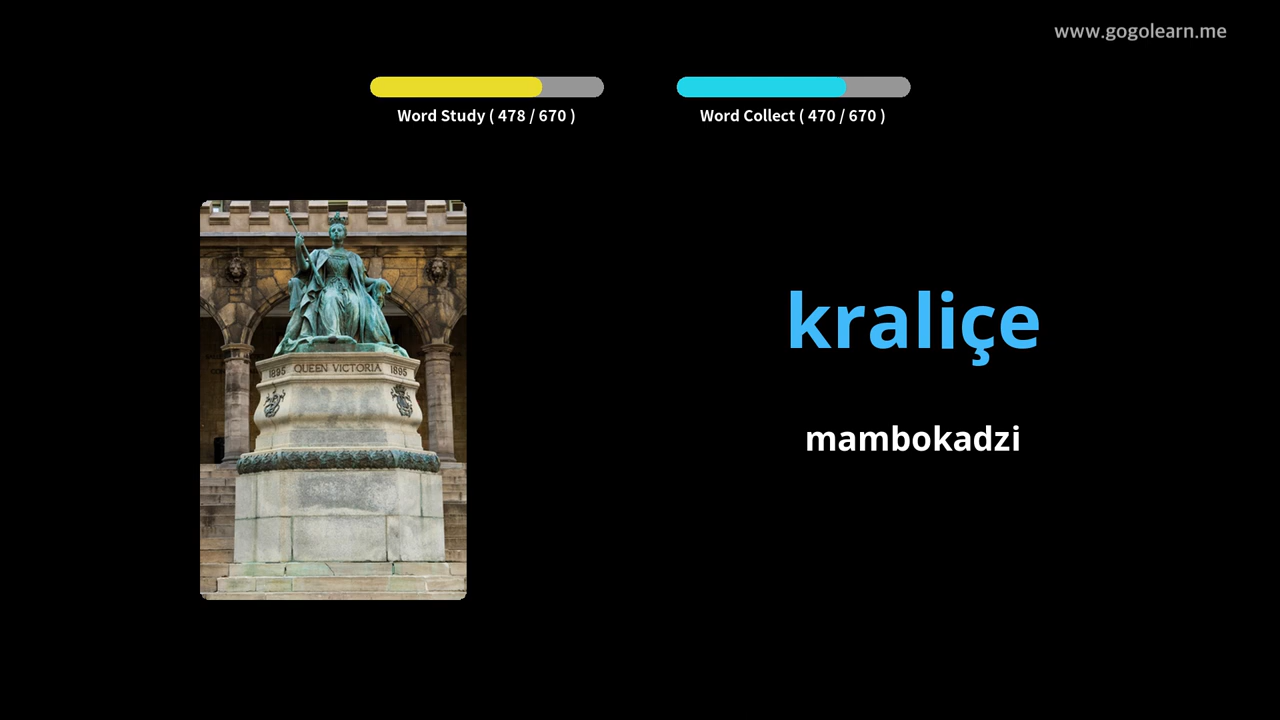 www.gogolearn.me
Word Study ( 478 / 670 )
Word Collect ( 470 / 670 )
1895 QUEEN VICTORIA 1895
kraliçe
mambokadzi